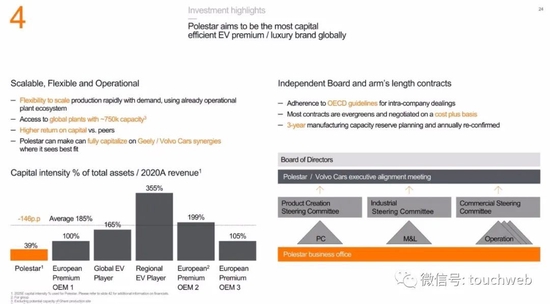 4
Investment highlights
24
Polestar aims to be the most capital
efficient EV premium / luxury brand globally
Scalable, Flexible and Operational
— Flexibility to scale production rapidly with demand, using already operational
plant ecosystem
— Access to global plants with ~750k capacity³
— Higher return on capital vs. peers
— Polestar can make can fully capitalize on Geely / Volvo Cars synergies
where it sees best fit
Capital intensity % of total assets / 2020A revenue¹
-146p.p
Average 185%
39%
100%
165%
355%
199%
105%
Polestar¹
European
Premium
OEM 1
Global EV
Player
Regional
EV Player
European²
Premium
OEM 2
European
Premium
OEM 3
Independent Board and arm's length contracts
— Adherence to OECD guidelines for intra-company dealings
— Most contracts are evergreens and negotiated on a cost plus basis
— 3-year manufacturing capacity reserve planning and annually re-confirmed
Board of Directors
Polestar / Volvo Cars executive alignment meeting
Product Creation
Steering Committee
Industrial
Steering Committee
Commercial Steering
Committee
PC
M&L
Operation
Polestar business office
微信号: touchweb